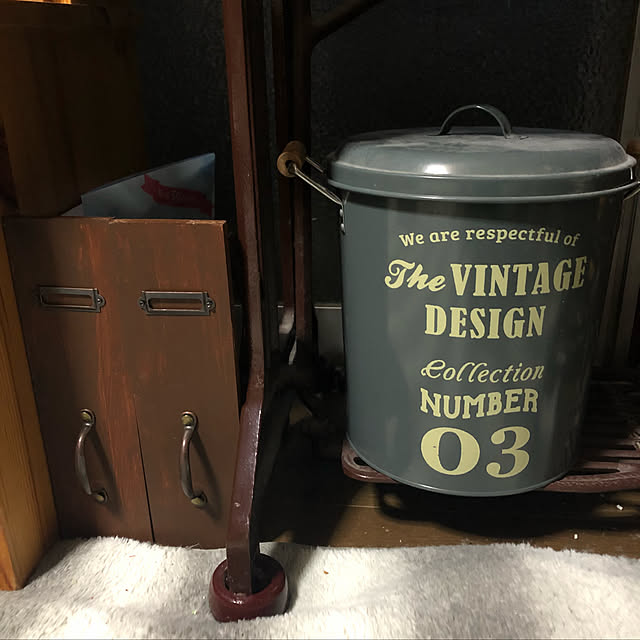 We are respectful of
The VINTAGE
DESIGN
Collection
NUMBER
03